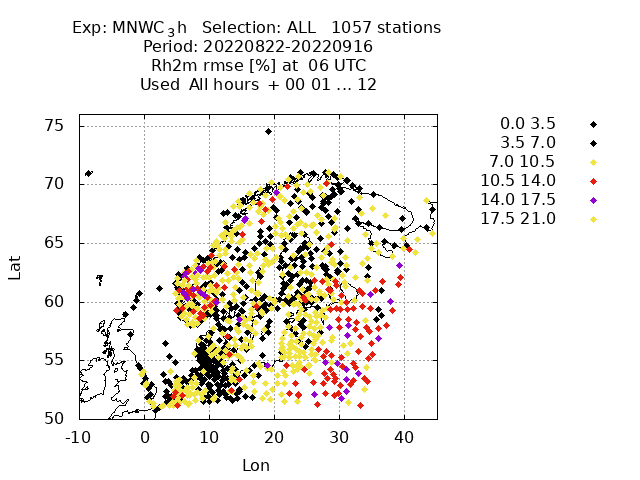 Exp: MNWC_3h   Selection: ALL   1057 stations
Period: 20220822-20220916
Rh2m rmse [%] at  06 UTC
Used  All hours  + 00 01 ... 12
0.0 3.5
3.5 7.0
7.0 10.5
10.5 14.0
14.0 17.5
17.5 21.0
75
70
65
60
55
50
Lat
-10 0 10 20 30 40
Lon